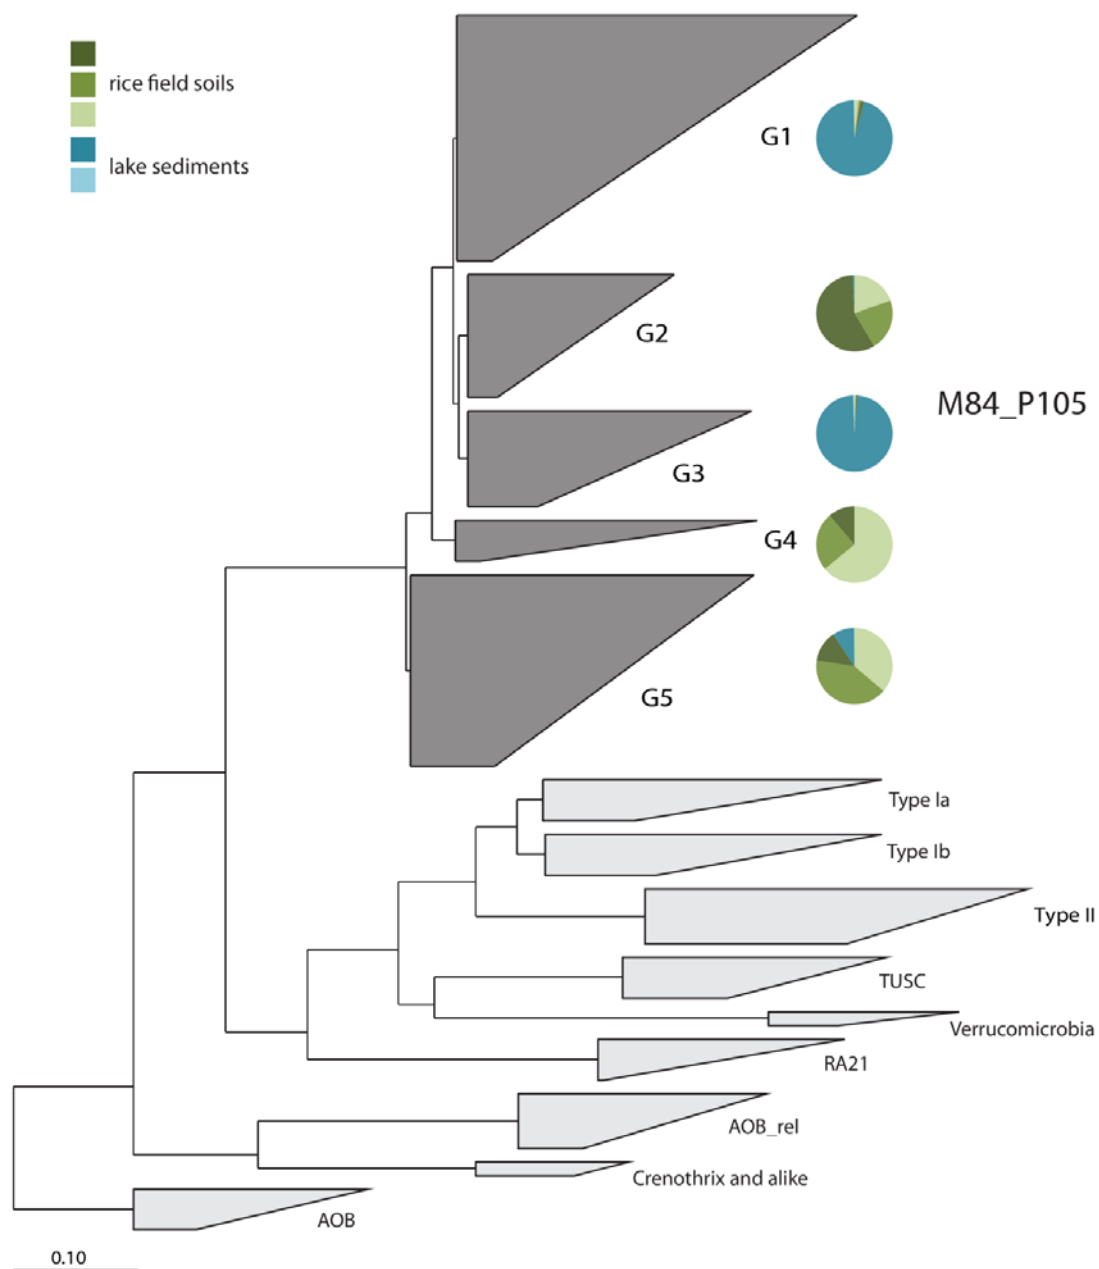 rice field soils
lake sediments
G1
G2
M84_P105
G3
G4
G5
Type Ia
Type Ib
Type II
TUSC
Verrucomicrobia
RA21
AOB_rel
Crenothrix and alike
AOB
0.10